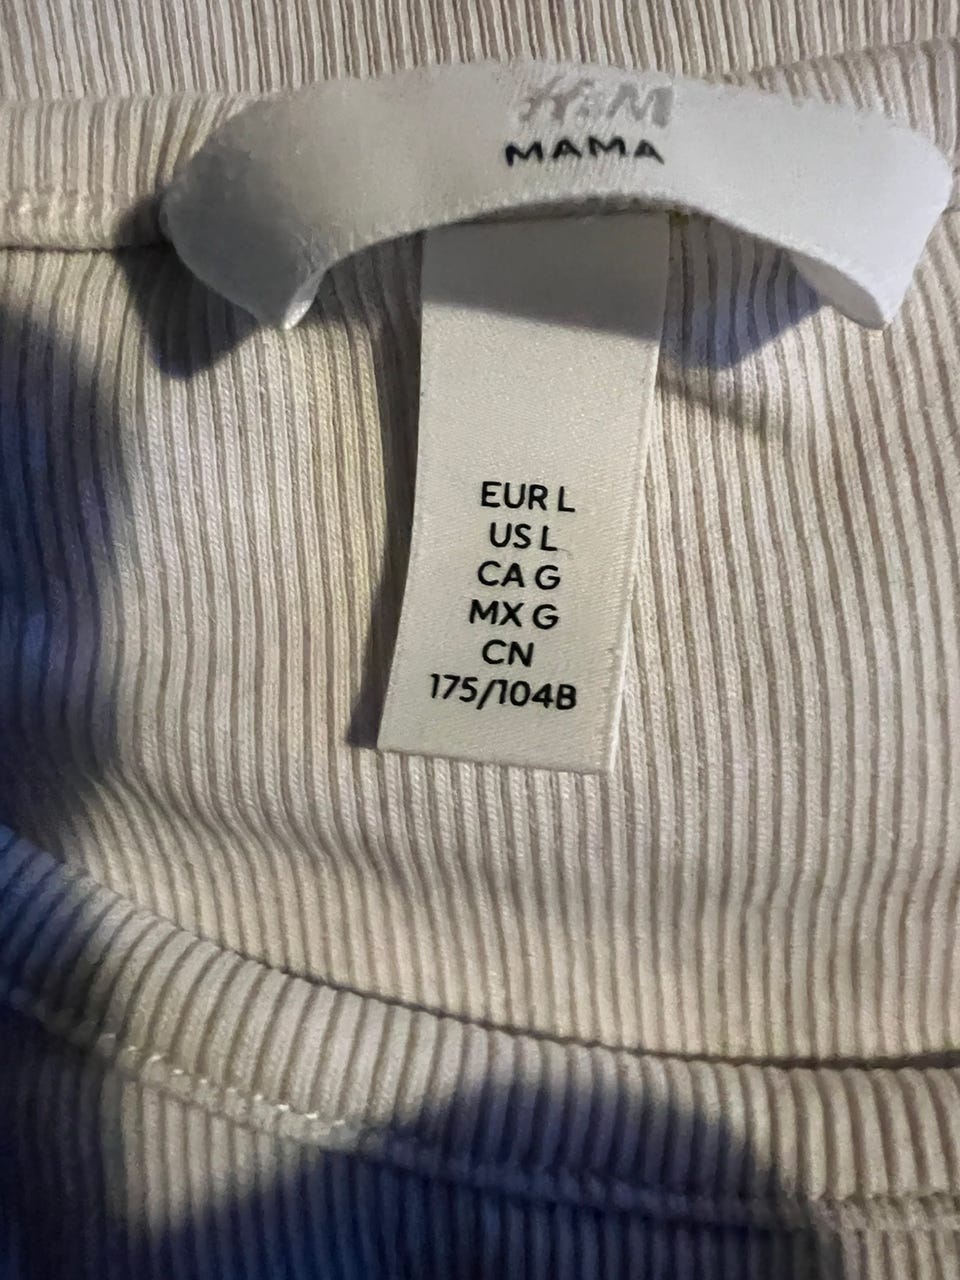 H&M
MAMA
EUR L
US L
CA G
MX G
CN
175/104B